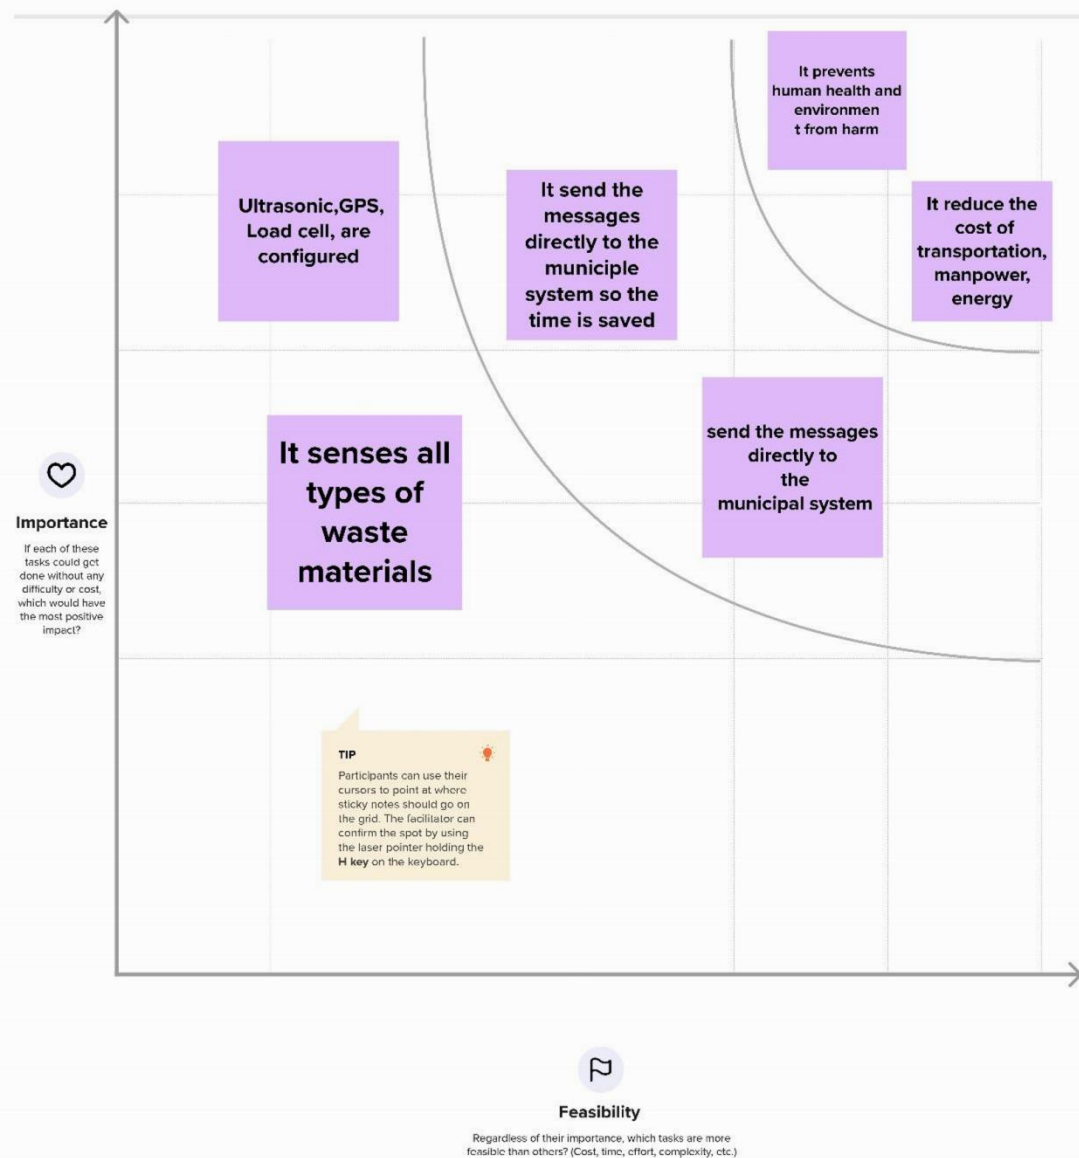 It prevents
human health and
environmen
t from harm
Ultrasonic,GPS,
Load cell, are
configured
It send the
messages
directly to the
municiple
system so the
time is saved
It reduce the
cost of
transportation,
manpower,
energy
It senses all
types of
waste
materials
send the messages
directly to
the
municipal system
Importance
If each of these
tasks could get
done without any
difficulty or cost,
which would have
the most positive
impact?
TIP
Participants can use their
cursors to point at where
sticky notes should go on
the grid. The facilitator can
confirm the spot by using
the laser pointer holding the
H key on the keyboard.
Feasibility
Regardless of their importance, which tasks are more
feasible than others? (Cost, time, effort, complexity, etc.)